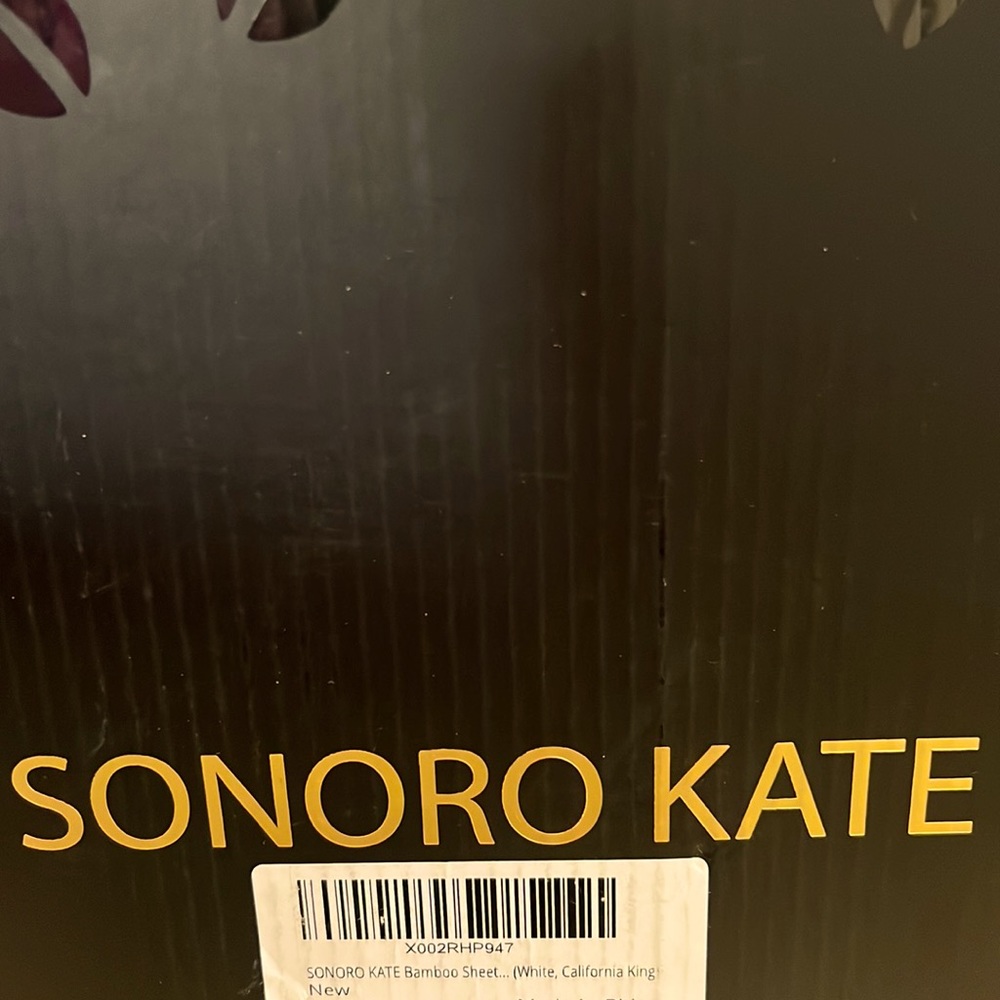 SONORO KATE
X002RHP947
SONORO KATE Bamboo Sheet... (White, California King
New